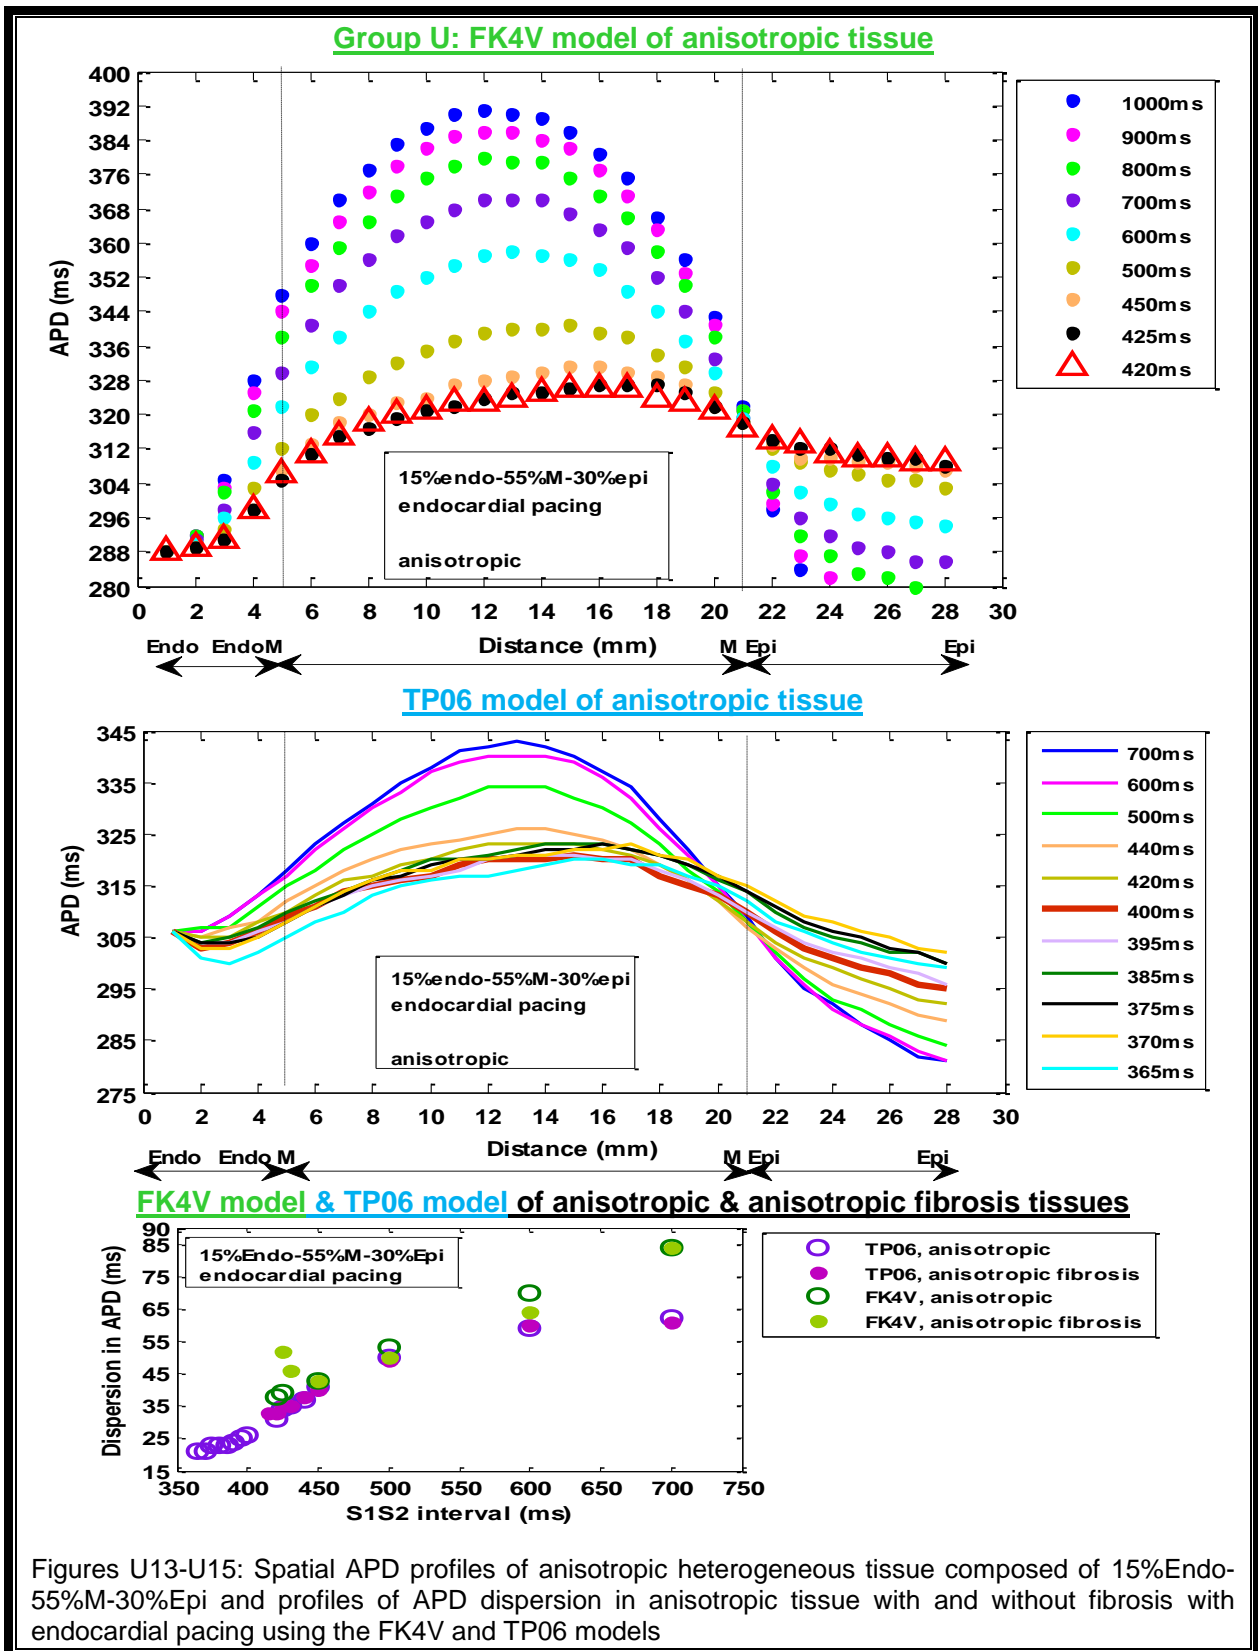 Group U: FK4V model of anisotropic tissue
400
392
384
376
368
360
352
344
336
328
320
312
304
296
288
280
APD (ms)
0 2 4 6 8 10 12 14 16 18 20 22 24 26 28 30
Distance (mm)
Endo EndoM M Epi Epi
15%endo-55%M-30%epi
endocardial pacing
anisotropic
1000ms
900ms
800ms
700ms
600ms
500ms
450ms
425ms
420ms
TP06 model of anisotropic tissue
345
335
325
315
305
295
285
275
APD (ms)
0 2 4 6 8 10 12 14 16 18 20 22 24 26 28 30
Distance (mm)
Endo Endo M M Epi Epi
15%endo-55%M-30%epi
endocardial pacing
anisotropic
700ms
600ms
500ms
440ms
420ms
400ms
395ms
385ms
375ms
370ms
365ms
FK4V model & TP06 model of anisotropic & anisotropic fibrosis tissues
90
85
75
65
55
45
35
25
15
Dispersion in APD (ms)
350 400 450 500 550 600 650 700 750
S1S2 interval (ms)
15%Endo-55%M-30%Epi
endocardial pacing
TP06, anisotropic
TP06, anisotropic fibrosis
FK4V, anisotropic
FK4V, anisotropic fibrosis
Figures U13-U15: Spatial APD profiles of anisotropic heterogeneous tissue composed of 15%Endo-
55%M-30%Epi and profiles of APD dispersion in anisotropic tissue with and without fibrosis with
endocardial pacing using the FK4V and TP06 models